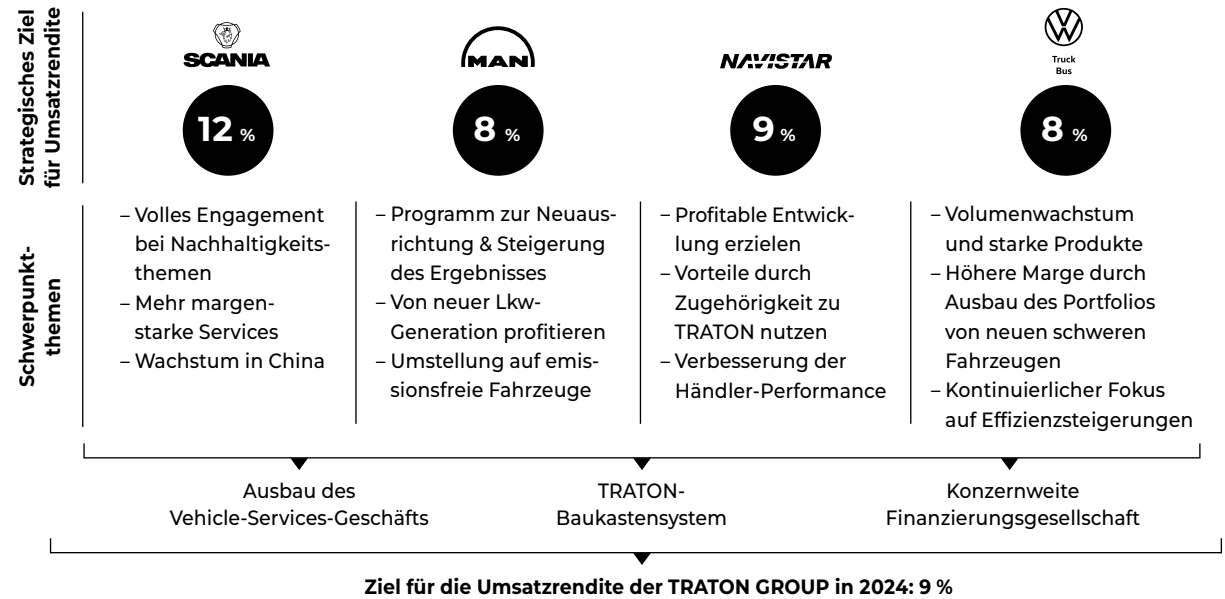 Strategisches Ziel
für Umsatzrendite
SCANIA
MAN
NAVISTAR
Truck
Bus
12 %
8 %
9 %
8 %
Schwerpunkt-
themen
– Volles Engagement
bei Nachhaltigkeits-
themen
– Mehr margen-
starke Services
– Wachstum in China
– Programm zur Neuaus-
richtung & Steigerung
des Ergebnisses
– Von neuer Lkw-
Generation profitieren
– Umstellung auf emis-
sionsfreie Fahrzeuge
– Profitable Entwick-
lung erzielen
– Vorteile durch
Zugehörigkeit zu
TRATON nutzen
– Verbesserung der
Händler-Performance
– Volumenwachstum
und starke Produkte
– Höhere Marge durch
Ausbau des Portfolios
von neuen schweren
Fahrzeugen
– Kontinuierlicher Fokus
auf Effizienzsteigerungen
Ausbau des
Vehicle-Services-Geschäfts
TRATON-
Baukastensystem
Konzernweite
Finanzierungsgesellschaft
Ziel für die Umsatzrendite der TRATON GROUP in 2024: 9 %